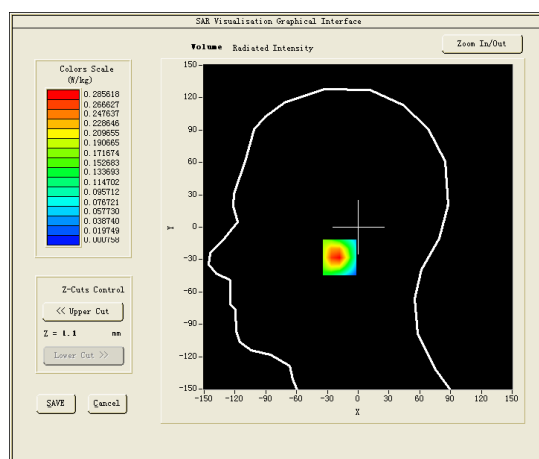 SAR Visualisation Graphical Interface
Volume Radiated Intensity
Zoom In/Out
Colors Scale
(W/kg)
0.285618
0.266627
0.247637
0.228646
0.209655
0.190665
0.171674
0.152683
0.133693
0.114702
0.095712
0.076721
0.057730
0.038740
0.019749
0.000758
Z-Cuts Control
<< Upper Cut
Z = 1.1 mm
Lower Cut >>
SAVE Cancel
150
120
90
60
30
Y 0
-30
-60
-90
-120
-150
-150 -120 -90 -60 -30 0 30 60 90 120 150
X